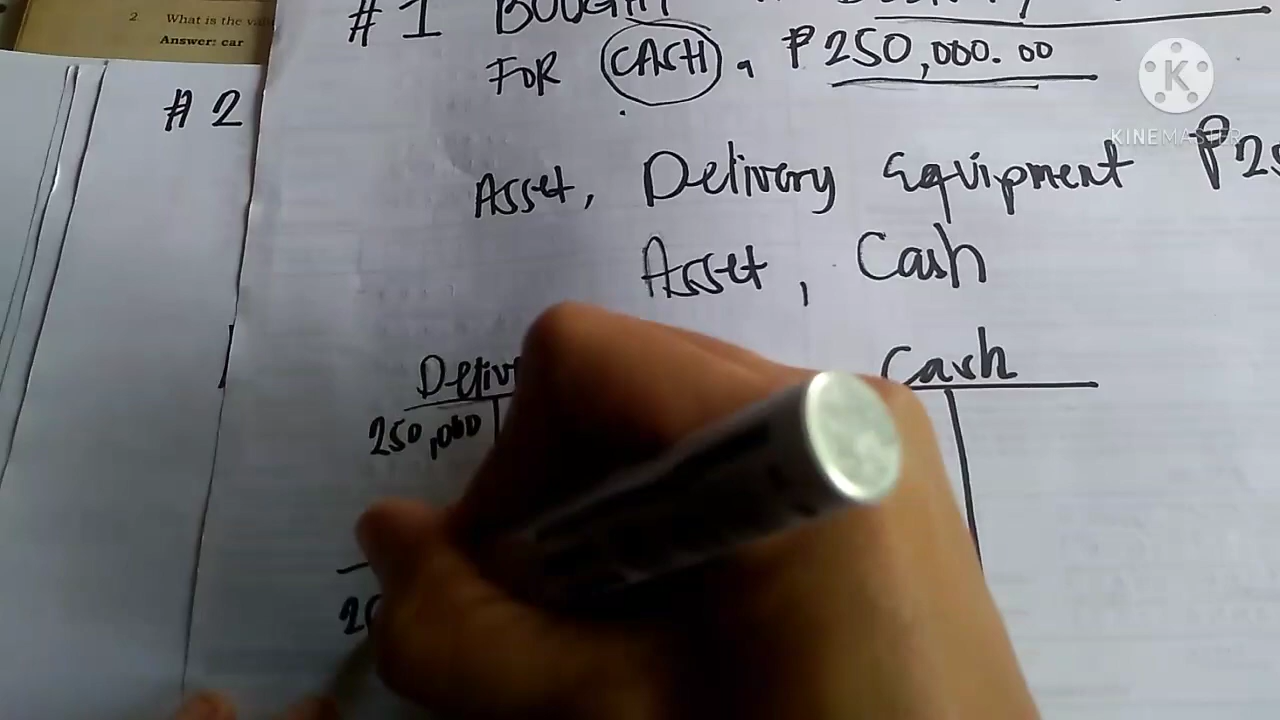 2 What is the
Answer: car
#1 BOUGHT
FOR CASH, ₱250,000.00
K
KINEMASTER
#2
Asset, Delivery Equipment ₱2
Asset, Cash
Cash
250,000